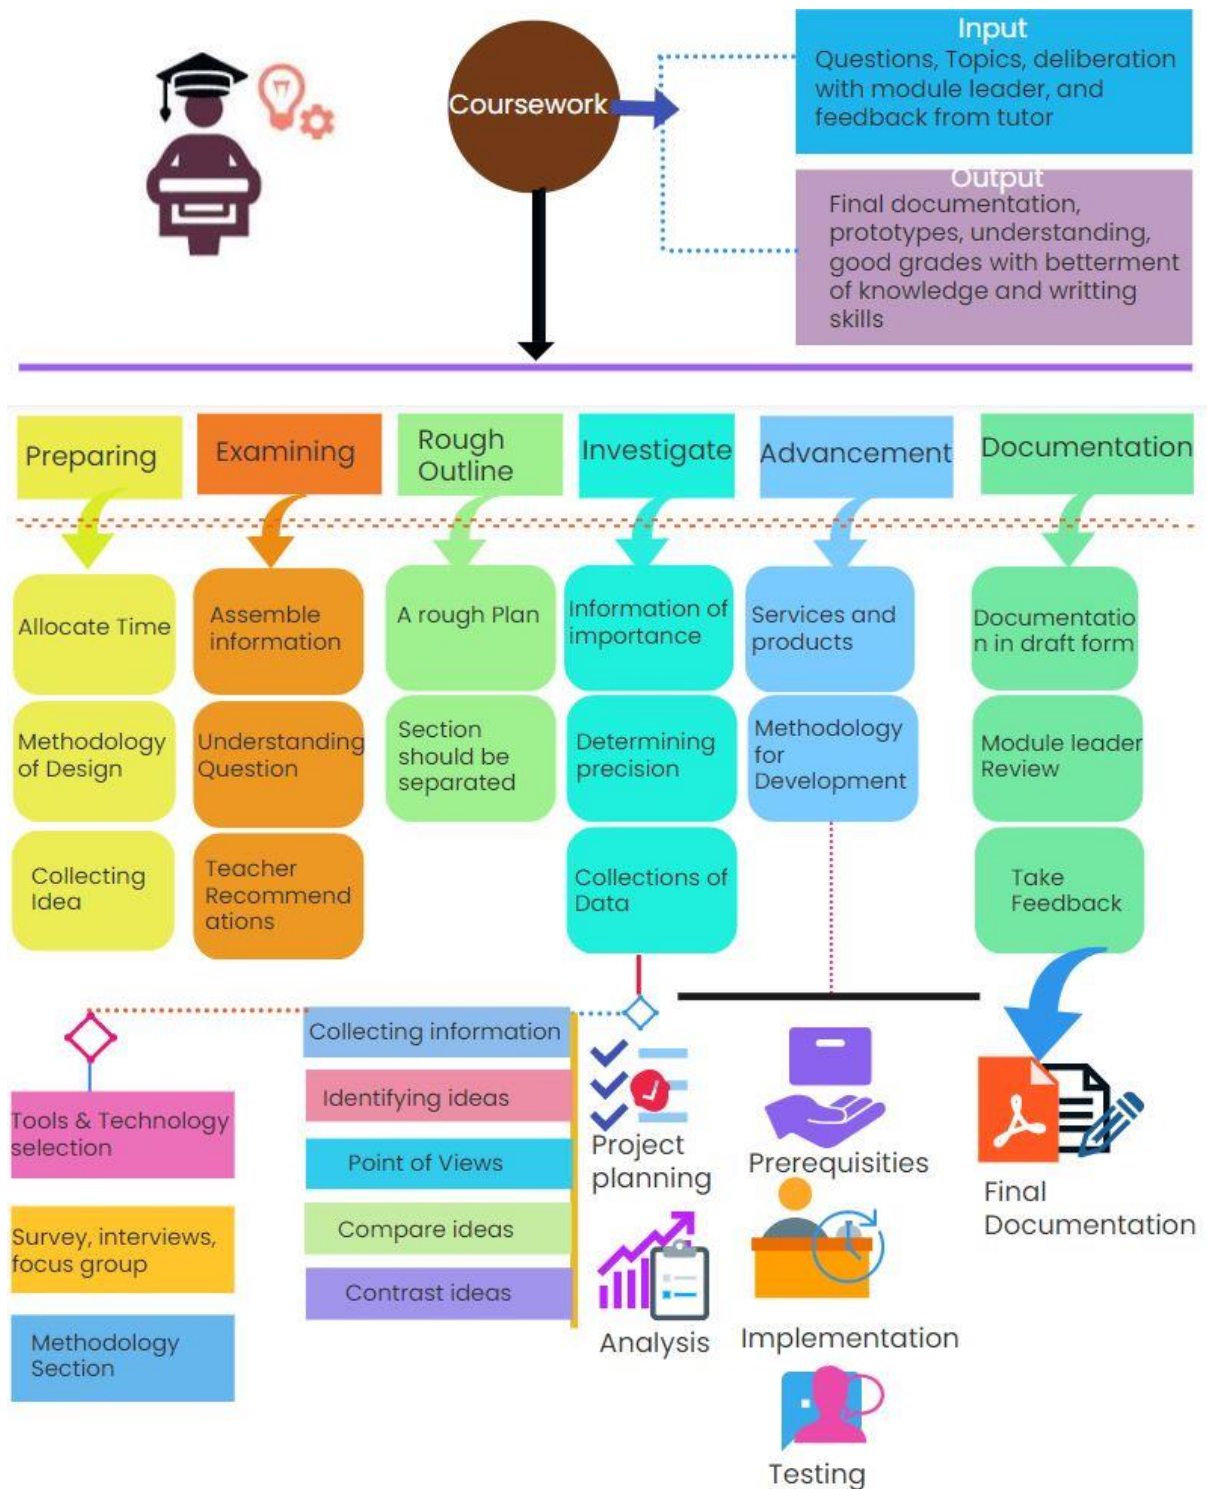 Input
Questions, Topics, deliberation
with module leader, and
feedback from tutor
Coursework
Output
Final documentation,
prototypes, understanding,
good grades with betterment
of knowledge and writting
skills
Preparing
Examining
Rough
Outline
Investigate
Advancement
Documentation
Allocate Time
Assemble
information
A rough Plan
Information of
importance
Services and
products
Documentatio
n in draft form
Methodology
of Design
Understanding
Question
Section
should be
separated
Determining
precision
Methodology
for
Development
Module leader
Review
Collecting
Idea
Teacher
Recommend
ations
Collections of
Data
Take
Feedback
Tools & Technology
selection
Survey, interviews,
focus group
Methodology
Section
Collecting information
Identifying ideas
Point of Views
Compare ideas
Contrast ideas
Project
planning
Analysis
Prerequisities
Implementation
Testing
Final
Documentation